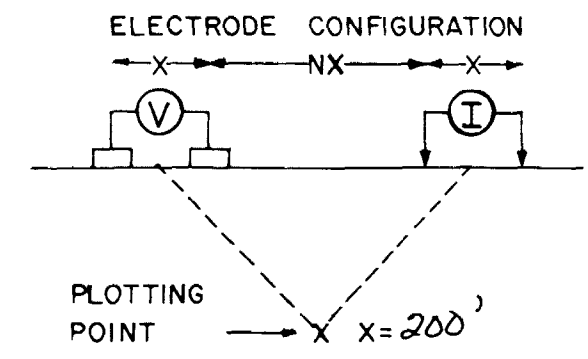 ELECTRODE CONFIGURATION
X NX X
V I
PLOTTING
POINT X X = 200'